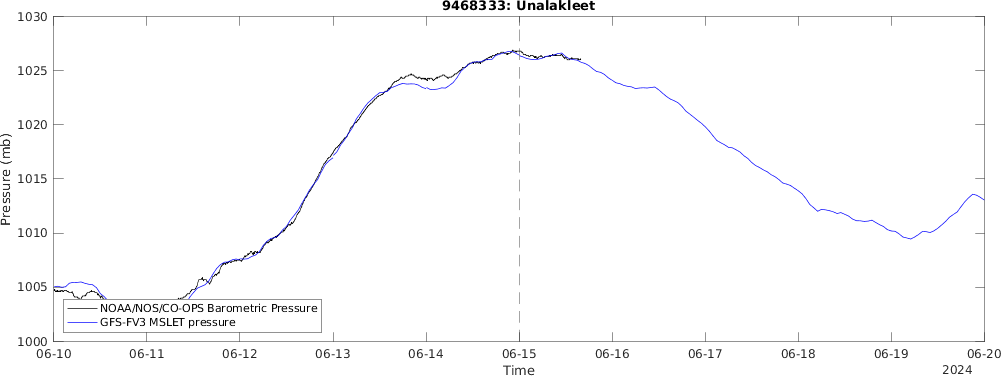 9468333: Unalakleet
Pressure (mb)
1030
1025
1020
1015
1010
1005
1000
NOAA/NOS/CO-OPS Barometric Pressure
GFS-FV3 MSLET pressure
06-10 06-11 06-12 06-13 06-14 06-15 06-16 06-17 06-18 06-19 06-20
Time
2024